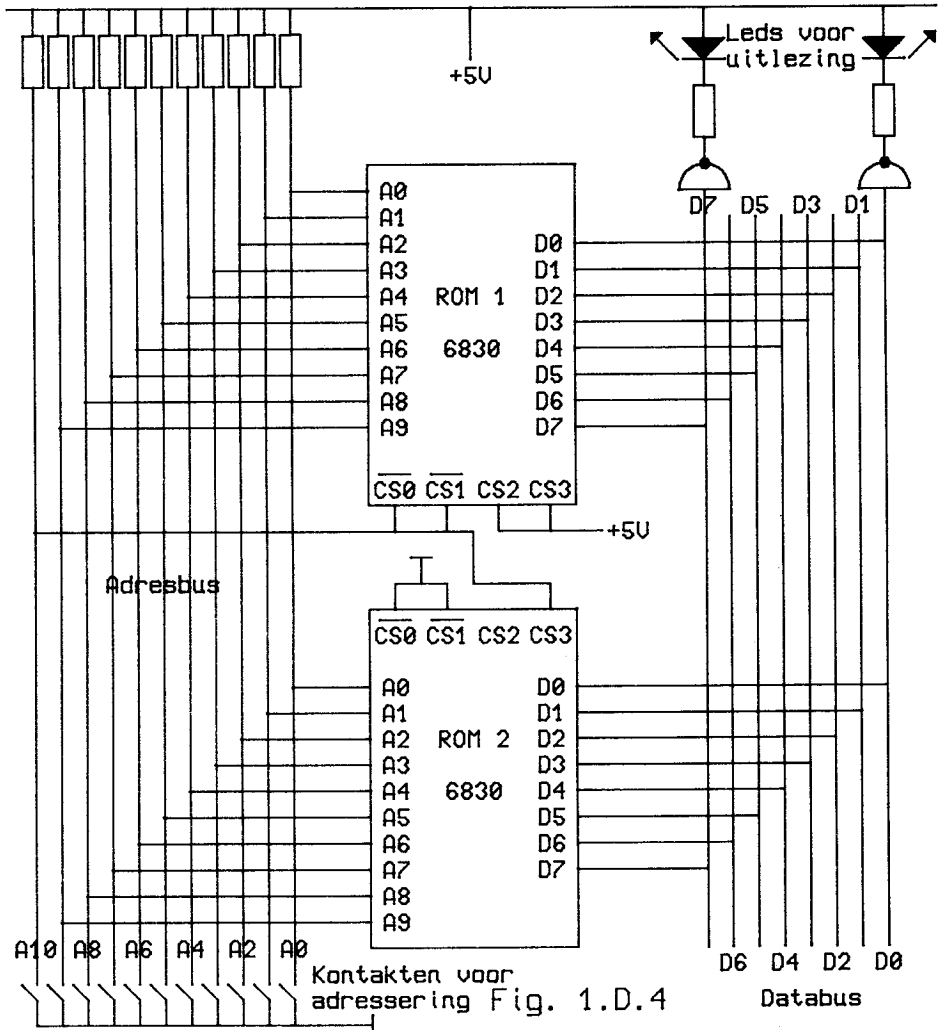 Leds voor
uitlezing
+5V
A0
A1
A2
A3
A4
A5
A6
A7
A8
A9
ROM 1
6830
D0
D1
D2
D3
D4
D5
D6
D7
CS0 CS1 CS2 CS3
+5V
D7 D5 D3 D1
Adresbus
CS0 CS1 CS2 CS3
A0
A1
A2
A3
A4
A5
A6
A7
A8
A9
ROM 2
6830
D0
D1
D2
D3
D4
D5
D6
D7
A10 A8 A6 A4 A2 A0
D6 D4 D2 D0
Kontakten voor
adressering Fig. 1.D.4
Databus